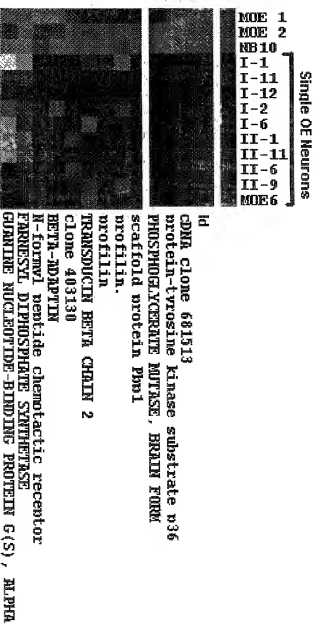 MOE 1
MOE 2
NB10
I-1
I-11
I-12
I-2
I-6
II-1
II-11
II-6
II-9
MOE6
Single OE Neurons
id
cDNA clone 681513
protein-tyrosine kinase substrate p36
PHOSPHOGLYCERATE MUTASE, BRAIN FORM
scaffold protein Pbp1
profilin.
profilin
TRANSDUCIN BETA CHAIN 2
clone 403130
BETA-ADAPTIN
N-formyl peptide chemotactic receptor
FARNESYL DIPHOSPHATE SYNTHETASE
GUANINE NUCLEOTIDE-BINDING PROTEIN G(S), ALPHA